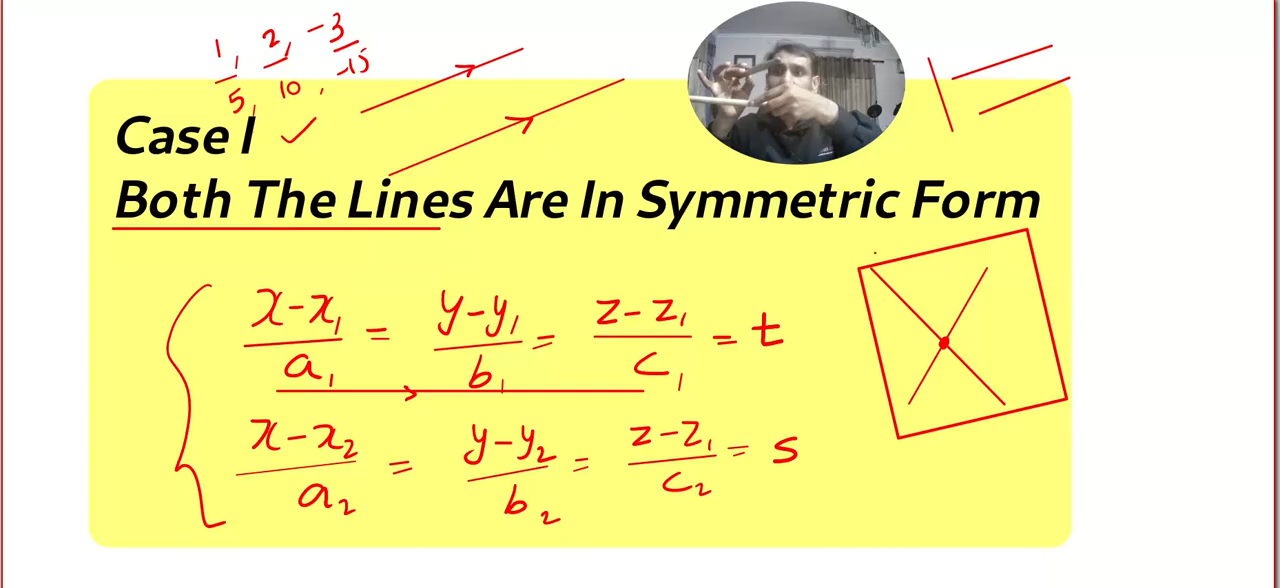 1, 2, -3
5, 10, -15
Case I ✓
Both The Lines Are In Symmetric Form
x-x₁/a₁ = y-y₁/b₁ = z-z₁/c₁ = t
x-x₂/a₂ = y-y₂/b₂ = z-z₁/c₂ = s